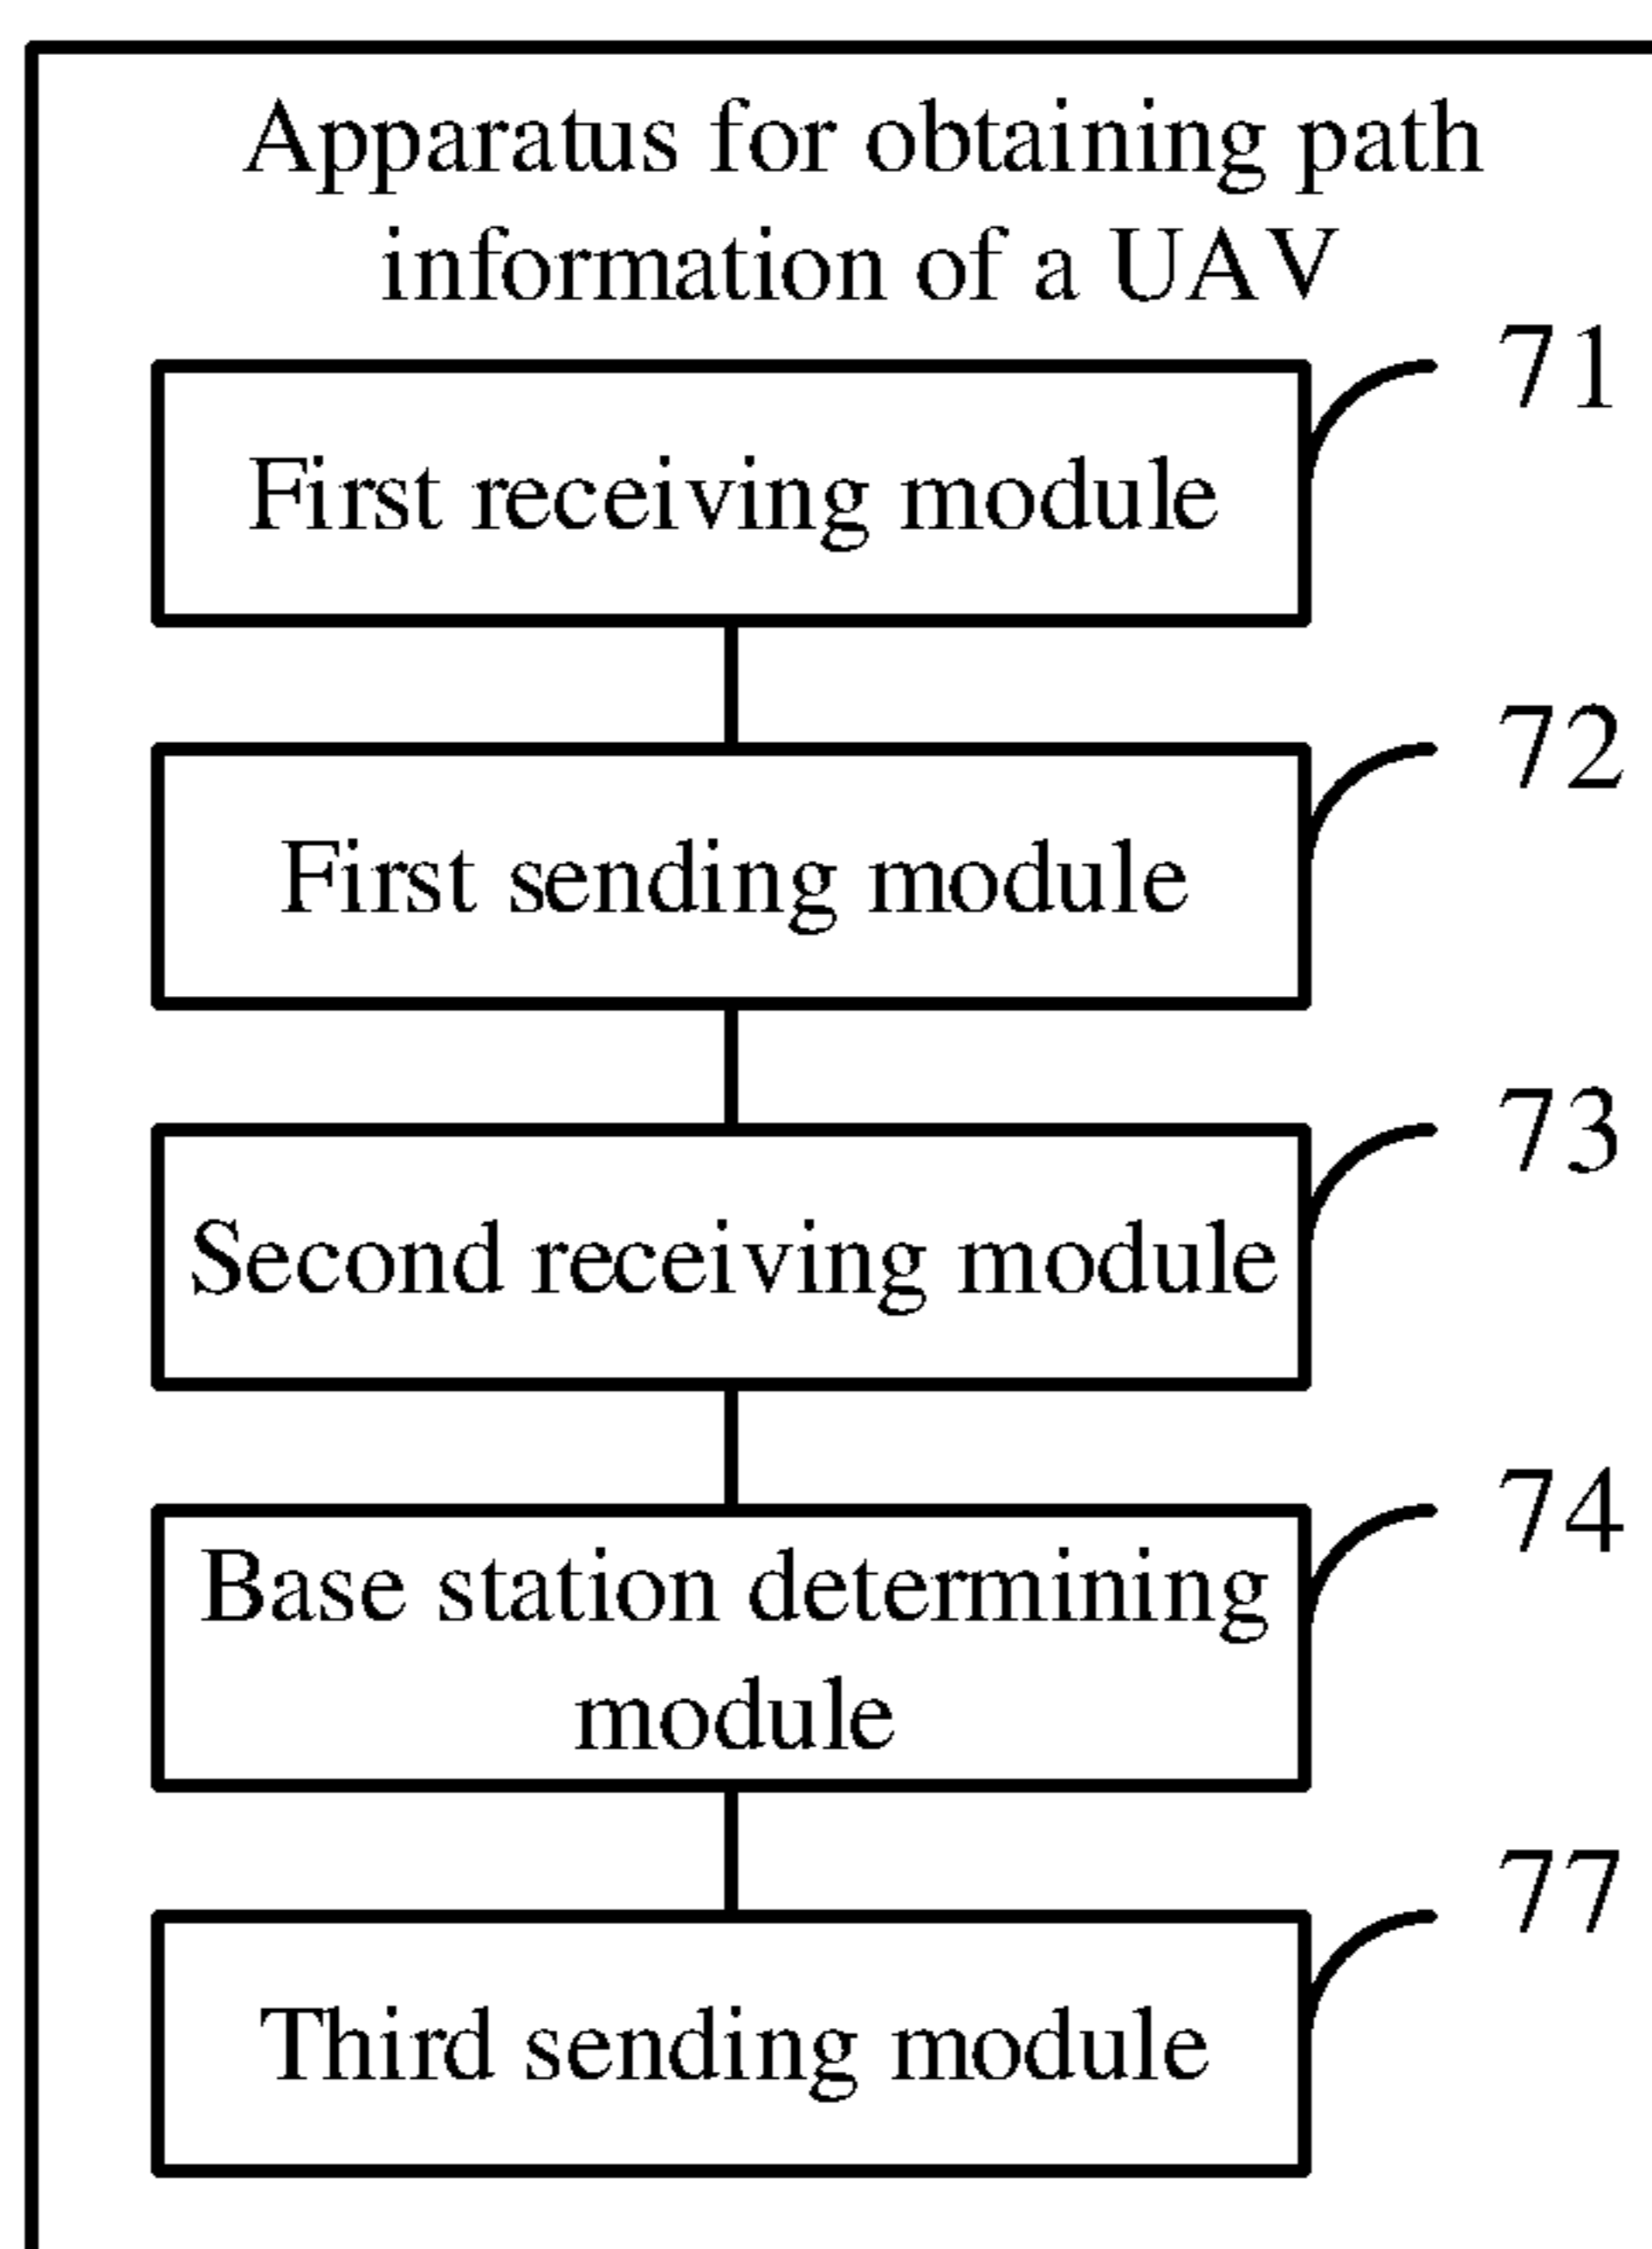 Apparatus for obtaining path
information of a UAV
71
First receiving module
72
First sending module
73
Second receiving module
74
Base station determining
module
77
Third sending module